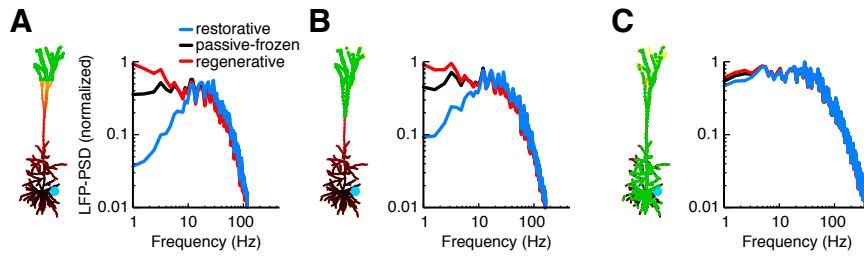 A
restorative
passive-frozen
regenerative
B
C
LFP-PSD (normalized)
1
0.1
0.01
1
10
100
Frequency (Hz)
1
0.1
0.01
1
10
100
Frequency (Hz)
1
0.1
0.01
1
10
100
Frequency (Hz)